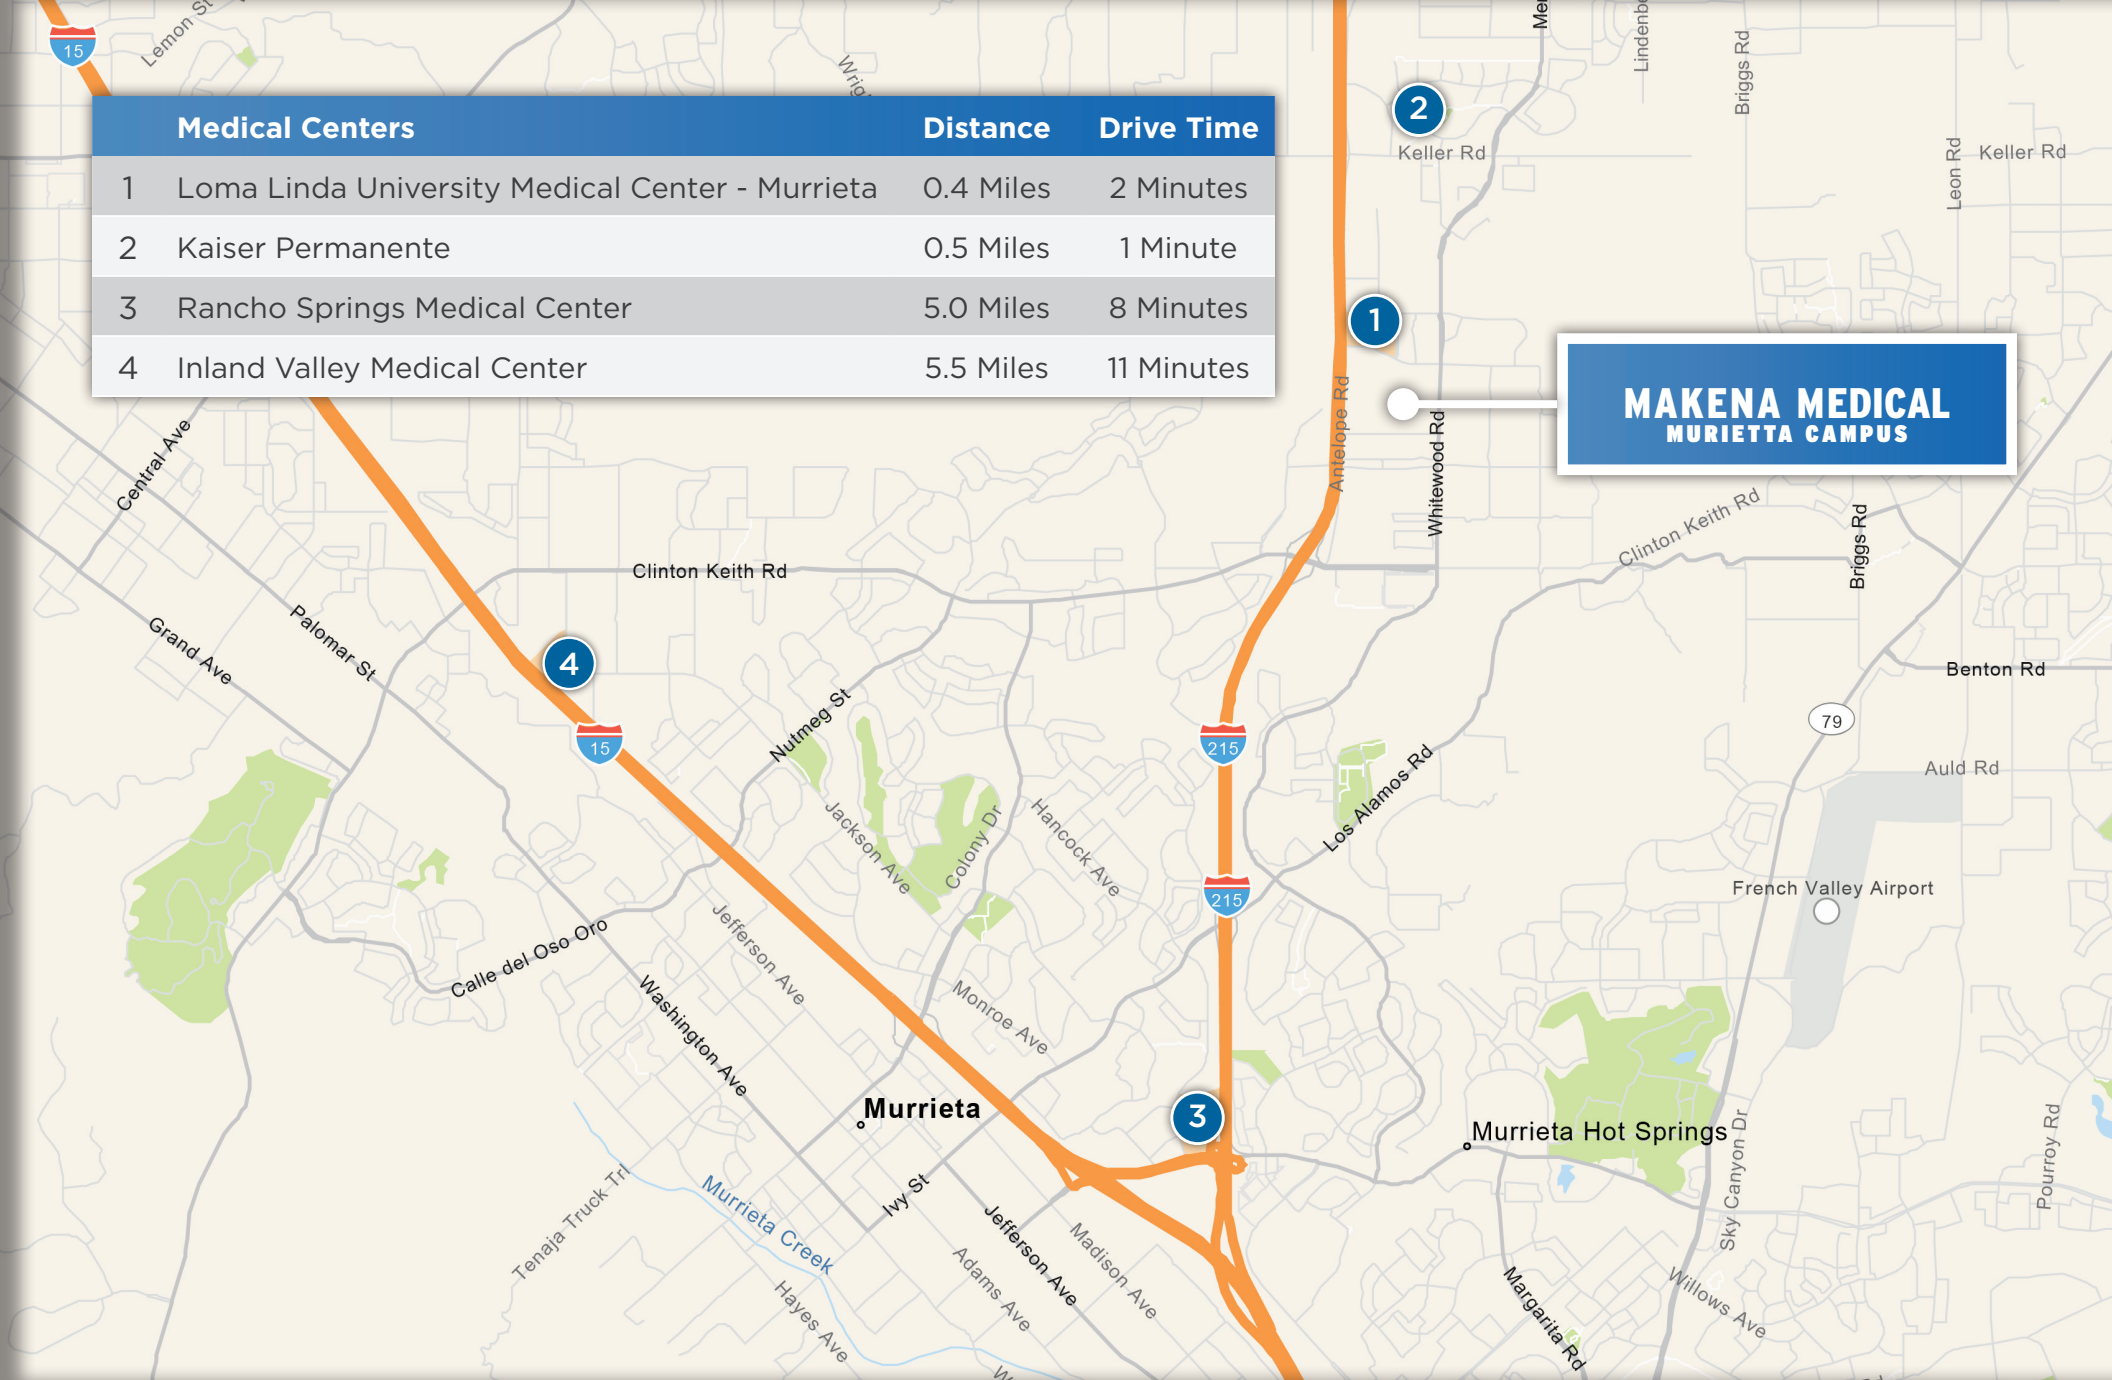 15
Lemon St
Lindenbe
Briggs Rd
Keller Rd
Leon Rd
Keller Rd
2
Medical Centers Distance Drive Time
1 Loma Linda University Medical Center - Murrieta 0.4 Miles 2 Minutes
2 Kaiser Permanente 0.5 Miles 1 Minute
3 Rancho Springs Medical Center 5.0 Miles 8 Minutes
4 Inland Valley Medical Center 5.5 Miles 11 Minutes
1
MAKENA MEDICAL
MURIETTA CAMPUS
Antelope Rd
Whitewood Rd
Central Ave
Clinton Keith Rd
Briggs Rd
Clinton Keith Rd
Palomar St
Grand Ave
4
Benton Rd
Nutmeg St
15
215
79
Auld Rd
Los Alamos Rd
Jackson Ave
Colony Dr
Hancock Ave
215
French Valley Airport
Jefferson Ave
Calle del Oso Oro
Washington Ave
Monroe Ave
Murrieta
3
Murrieta Hot Springs
Sky Canyon Dr
Pourroy Rd
Tenaja Truck Trl
Murrieta Creek
Ivy St
Jefferson Ave
Madison Ave
Adams Ave
Hayes Ave
Margarita Rd
Willows Ave